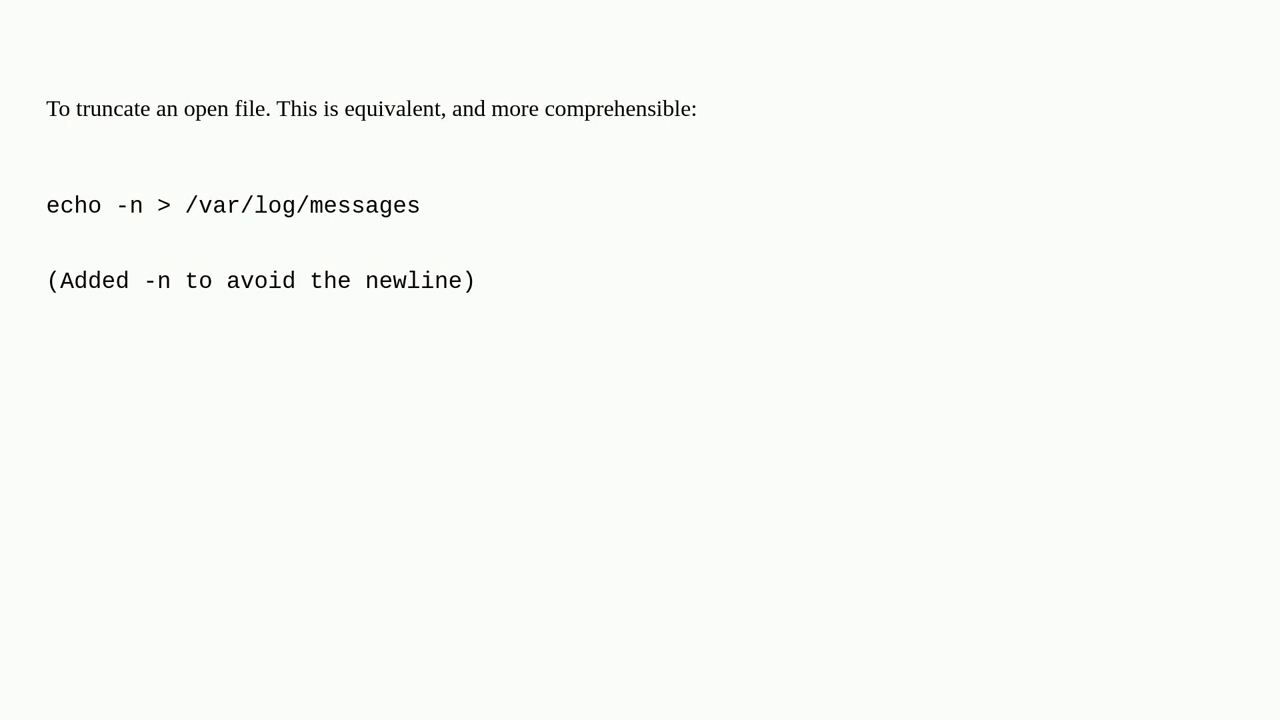 To truncate an open file. This is equivalent, and more comprehensible:
echo -n > /var/log/messages
(Added -n to avoid the newline)